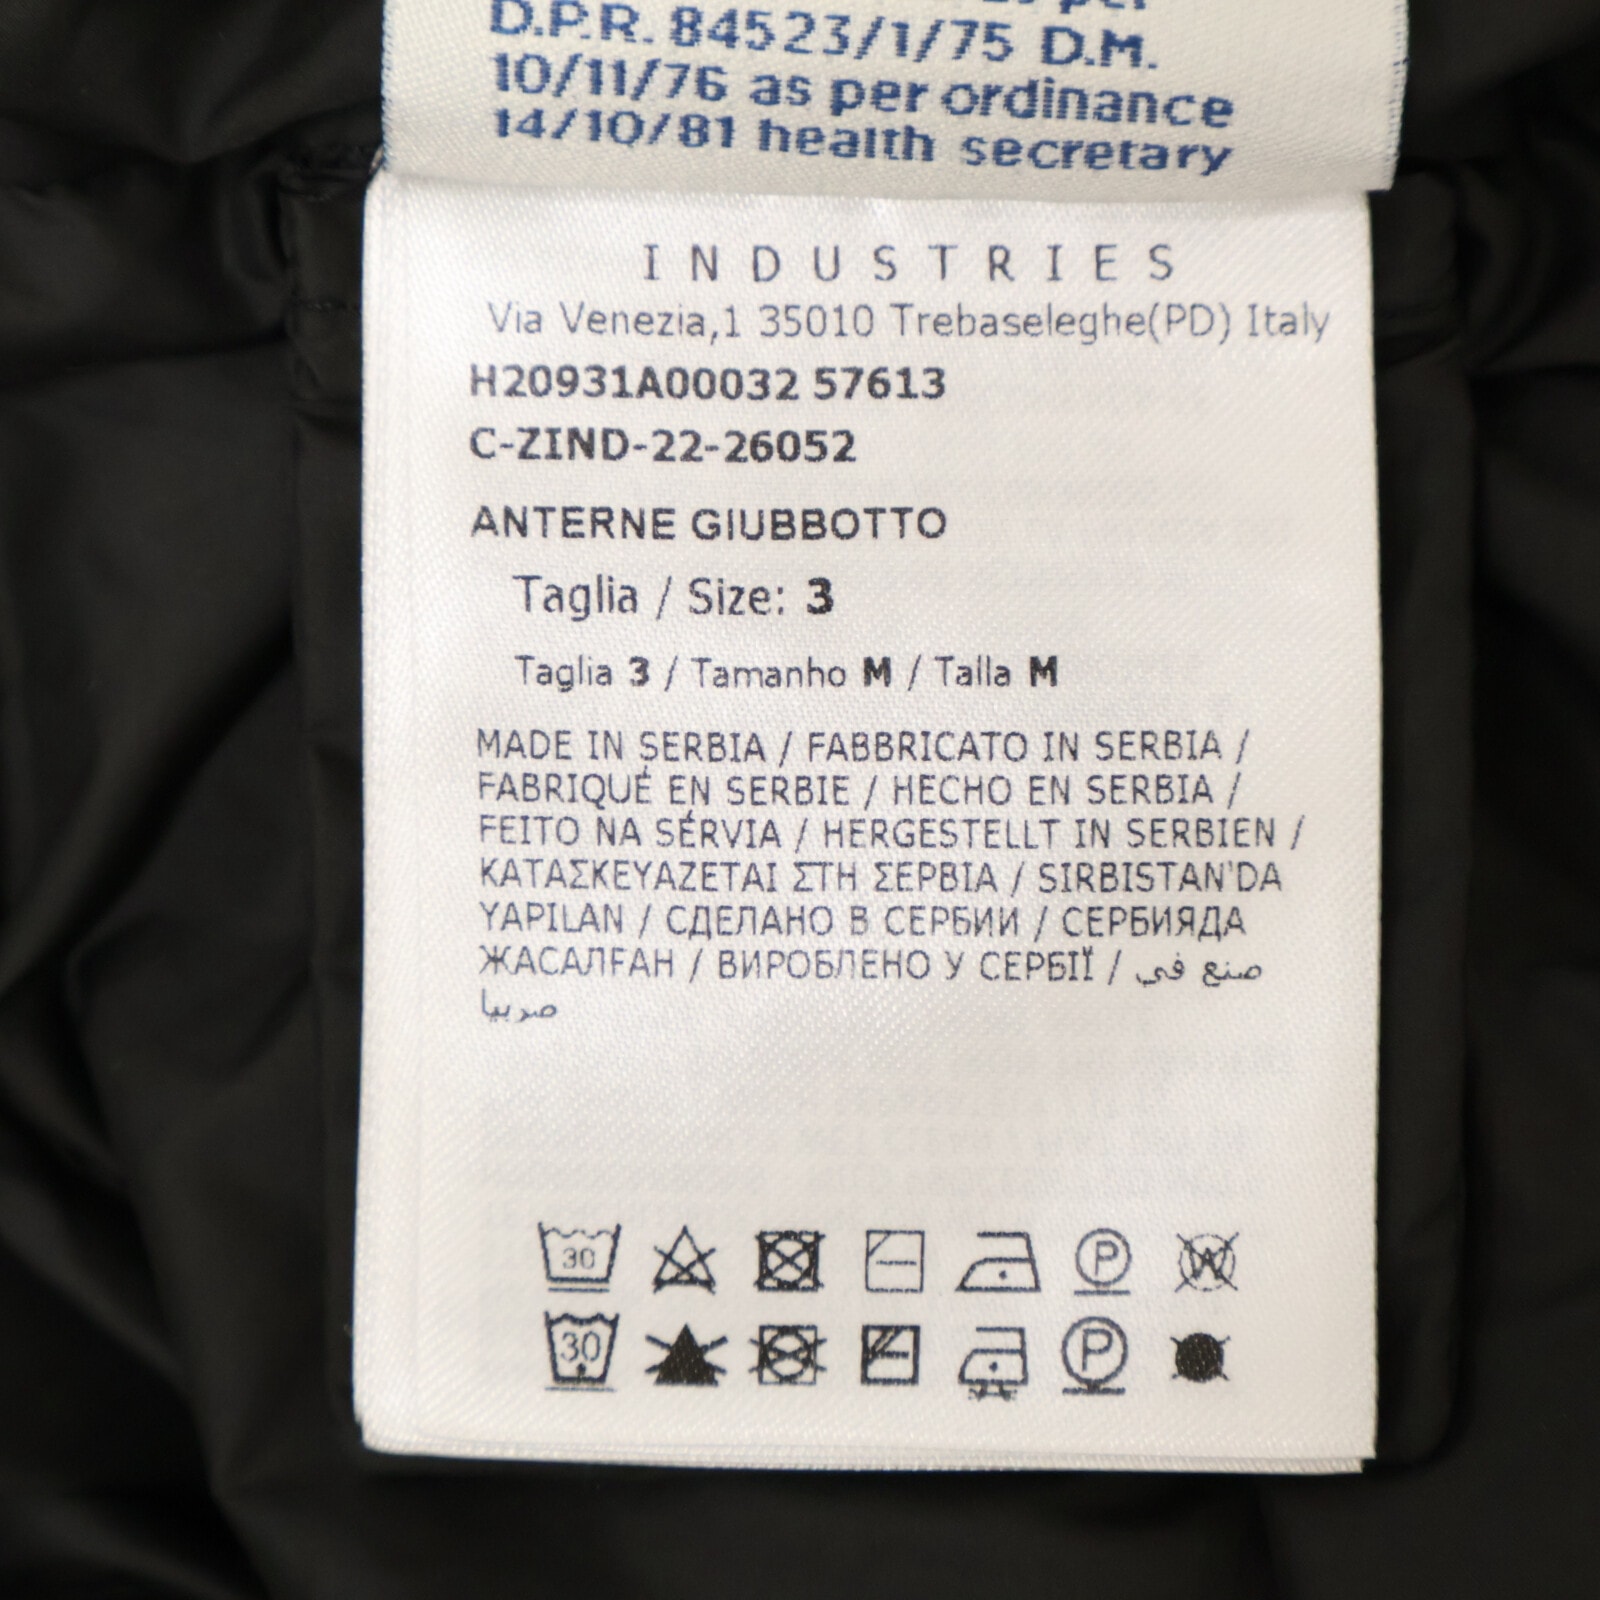 per
D.P.R. 84523/1/75 D.M.
10/11/76 as per ordinance
14/10/81 health secretary
INDUSTRIES
Via Venezia,1 35010 Trebaseleghe(PD) Italy
H20931A00032 57613
C-ZIND-22-26052
ANTERNE GIUBBOTTO
Taglia / Size: 3
Taglia 3 / Tamanho M / Talla M
MADE IN SERBIA / FABBRICATO IN SERBIA /
FABRIQUÉ EN SERBIE / HECHO EN SERBIA /
FEITO NA SÉRVIA / HERGESTELLT IN SERBIEN /
ΚΑΤΑΣΚΕΥΑΖΕΤΑΙ ΣΤΗ ΣΕΡΒΙΑ / SIRBISTAN'DA
YAPILAN / СДЕЛАНО В СЕРБИИ / СЕРБИЯДА
ЖАСАЛҒАН / ВИРОБЛЕНО У СЕРБІЇ / صنع في
صربيا
30 P W
30 P